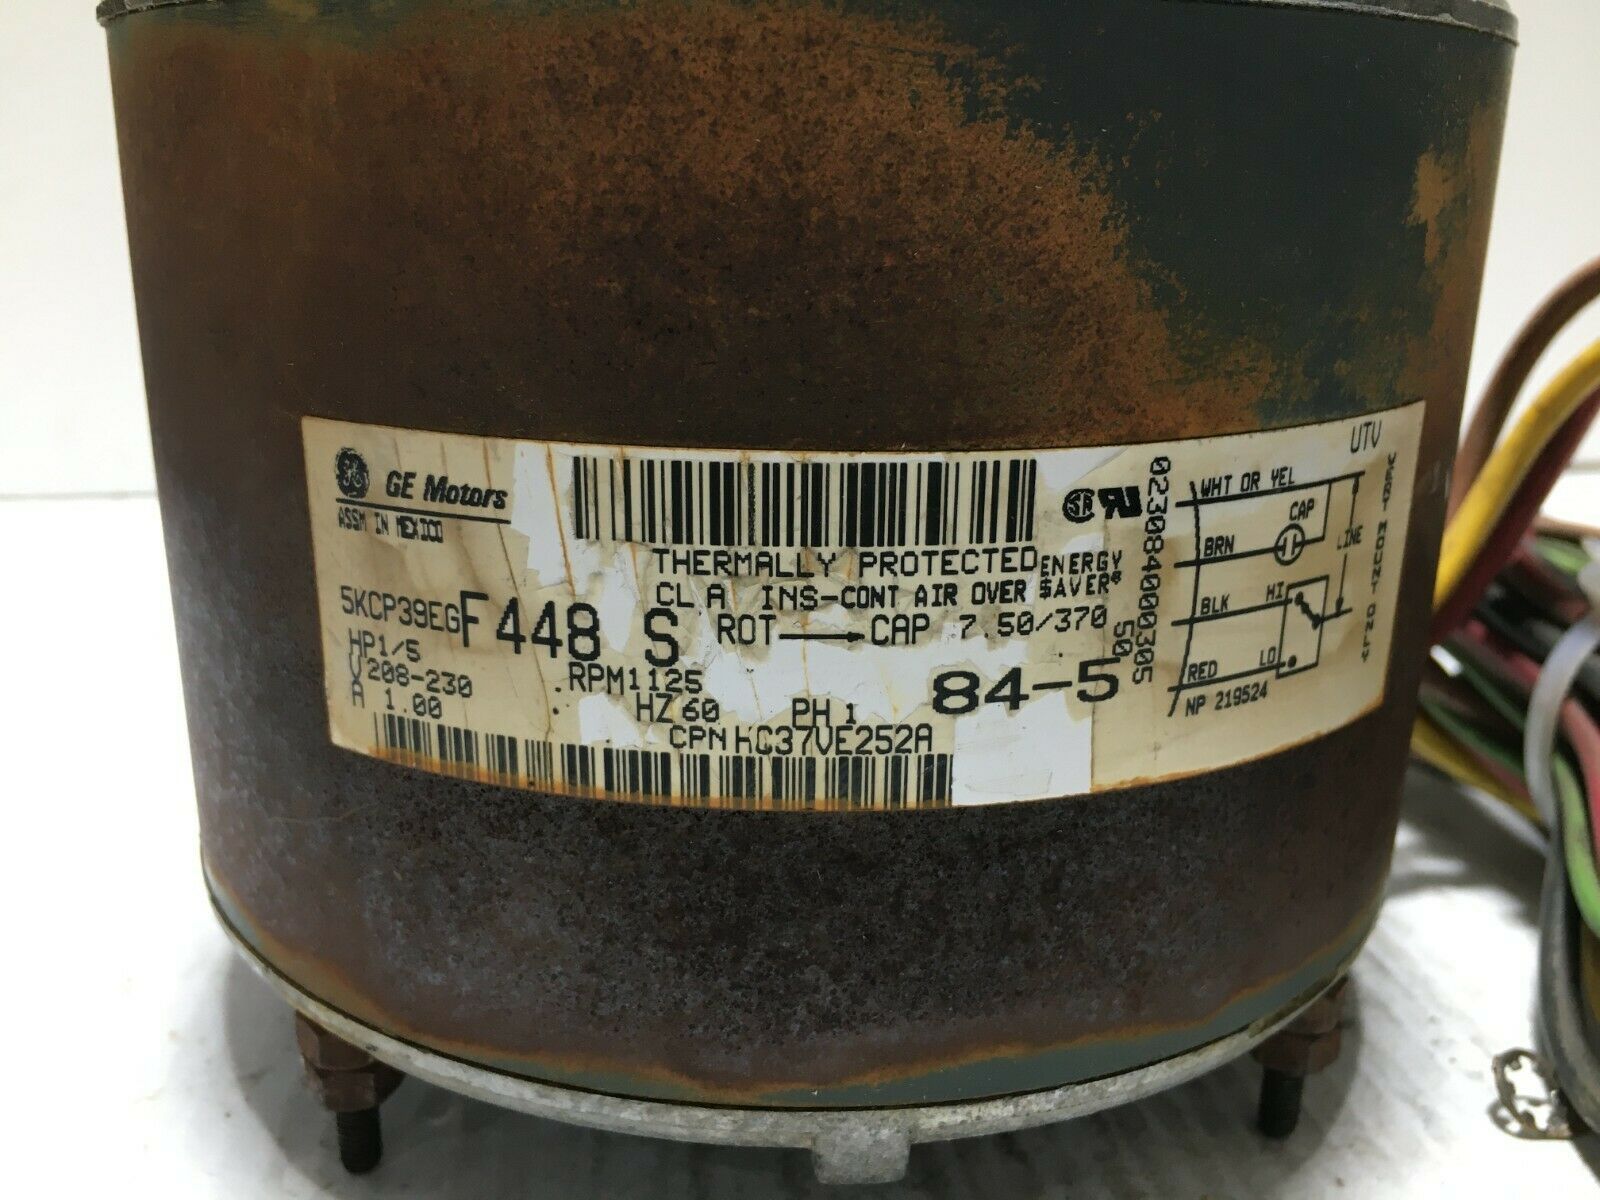 GE Motors
ASSM IN MEXICO
THERMALLY PROTECTED
ENERGY
$AVER®
CL A INS-CONT AIR OVER
5KCP39EG F448 S ROT CAP 7.50/370
HP1/5
V 208-230 RPM1125
84-5
A 1.00 HZ 60 PH 1
CPN HC37VE252A
0230840000305
50
UTV
WHT OR YEL
CAP
BRN
LINE
BLK HI
RED LO
NP 219524